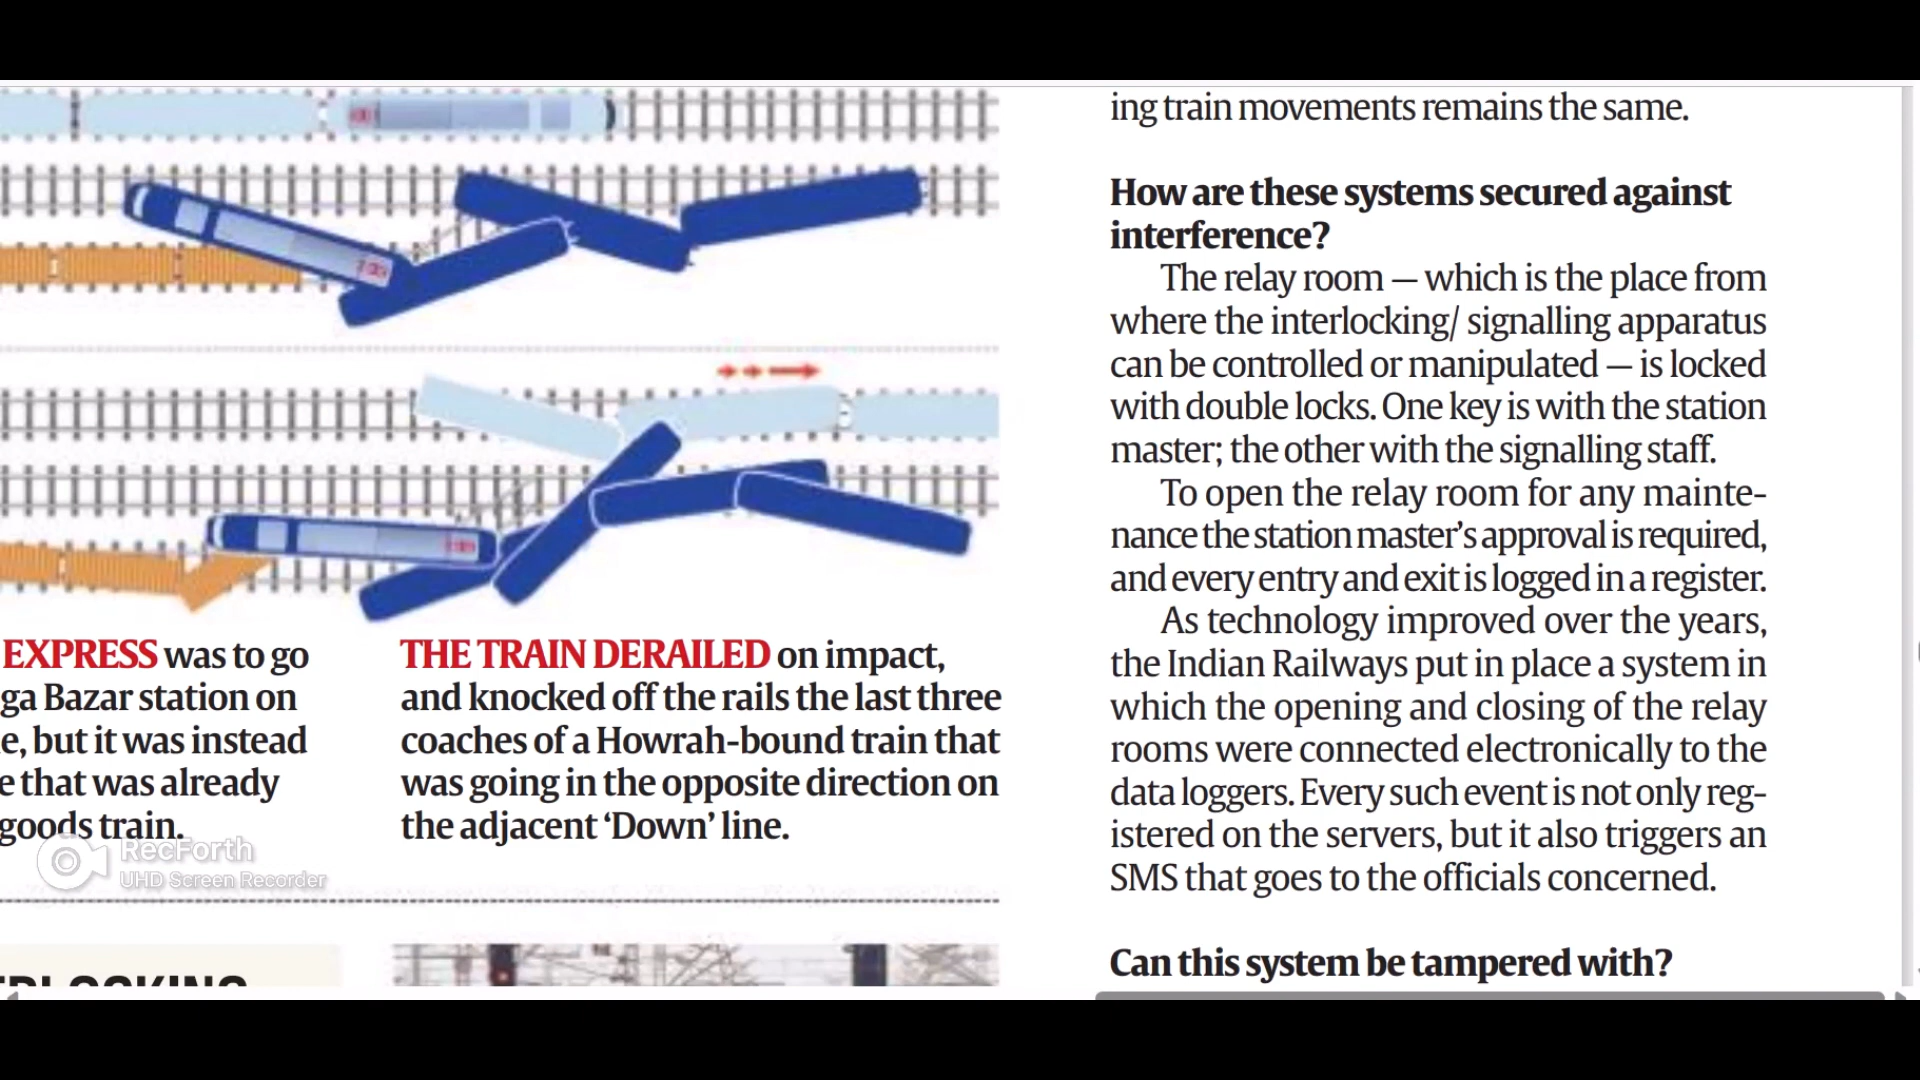 EXPRESS was to go
ga Bazar station on
e, but it was instead
e that was already
goods train.
THE TRAIN DERAILED on impact,
and knocked off the rails the last three
coaches of a Howrah-bound train that
was going in the opposite direction on
the adjacent ‘Down’ line.
RecForth
UHD Screen Recorder
ing train movements remains the same.
How are these systems secured against
interference?
The relay room — which is the place from
where the interlocking/ signalling apparatus
can be controlled or manipulated — is locked
with double locks. One key is with the station
master; the other with the signalling staff.
To open the relay room for any mainte-
nance the station master’s approval is required,
and every entry and exit is logged in a register.
As technology improved over the years,
the Indian Railways put in place a system in
which the opening and closing of the relay
rooms were connected electronically to the
data loggers. Every such event is not only reg-
istered on the servers, but it also triggers an
SMS that goes to the officials concerned.
Can this system be tampered with?